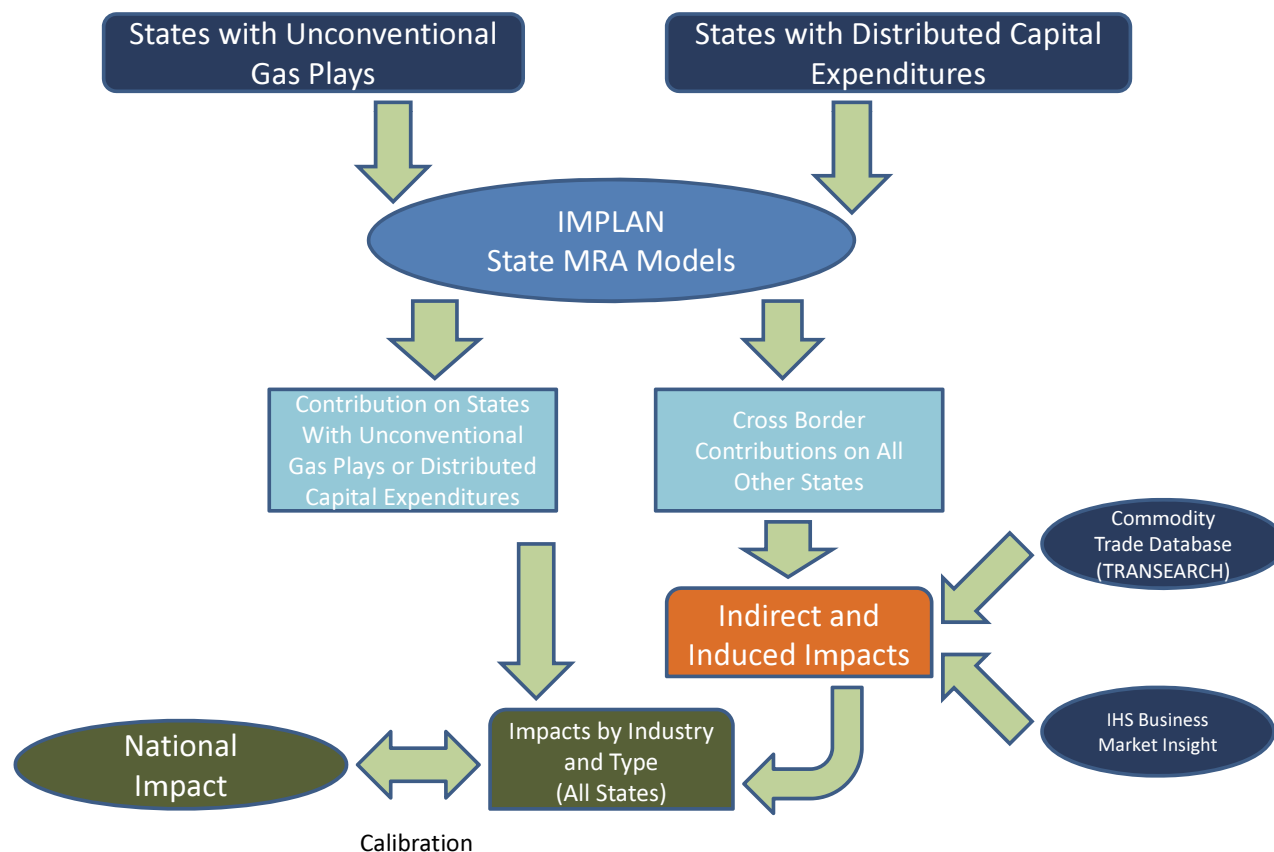 States with Unconventional
Gas Plays
States with Distributed Capital
Expenditures
IMPLAN
State MRA Models
Contribution on States
With Unconventional
Gas Plays or Distributed
Capital Expenditures
Cross Border
Contributions on All
Other States
Commodity
Trade Database
(TRANSEARCH)
Indirect and
Induced Impacts
IHS Business
Market Insight
Impacts by Industry
and Type
(All States)
National
Impact
Calibration